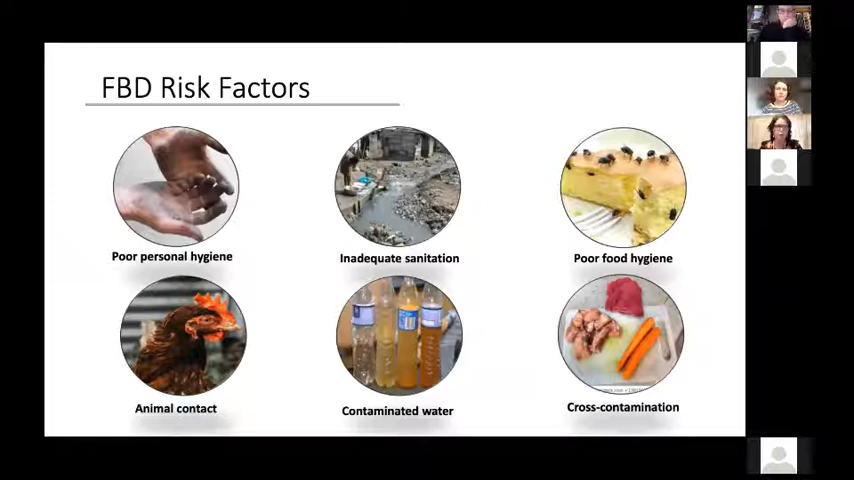 FBD Risk Factors
Poor personal hygiene
Inadequate sanitation
Poor food hygiene
Animal contact
Contaminated water
Cross-contamination